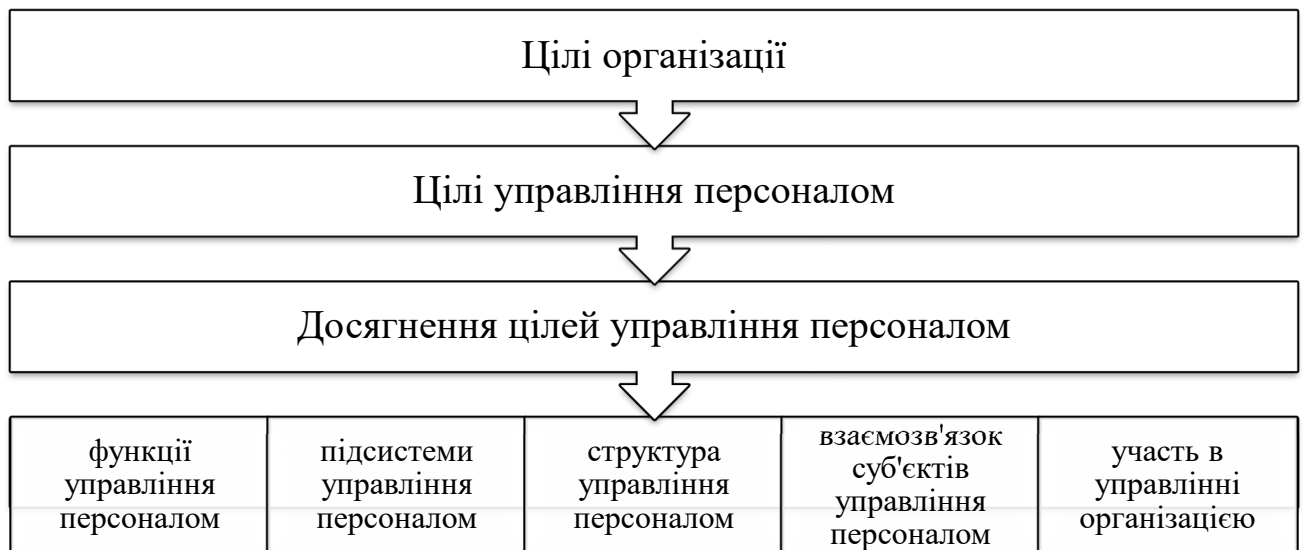 Цілі організації
Цілі управління персоналом
Досягнення цілей управління персоналом
функції
управління
персоналом
підсистеми
управління
персоналом
структура
управління
персоналом
взаємозв'язок
суб'єктів
управління
персоналом
участь в
управлінні
організацією